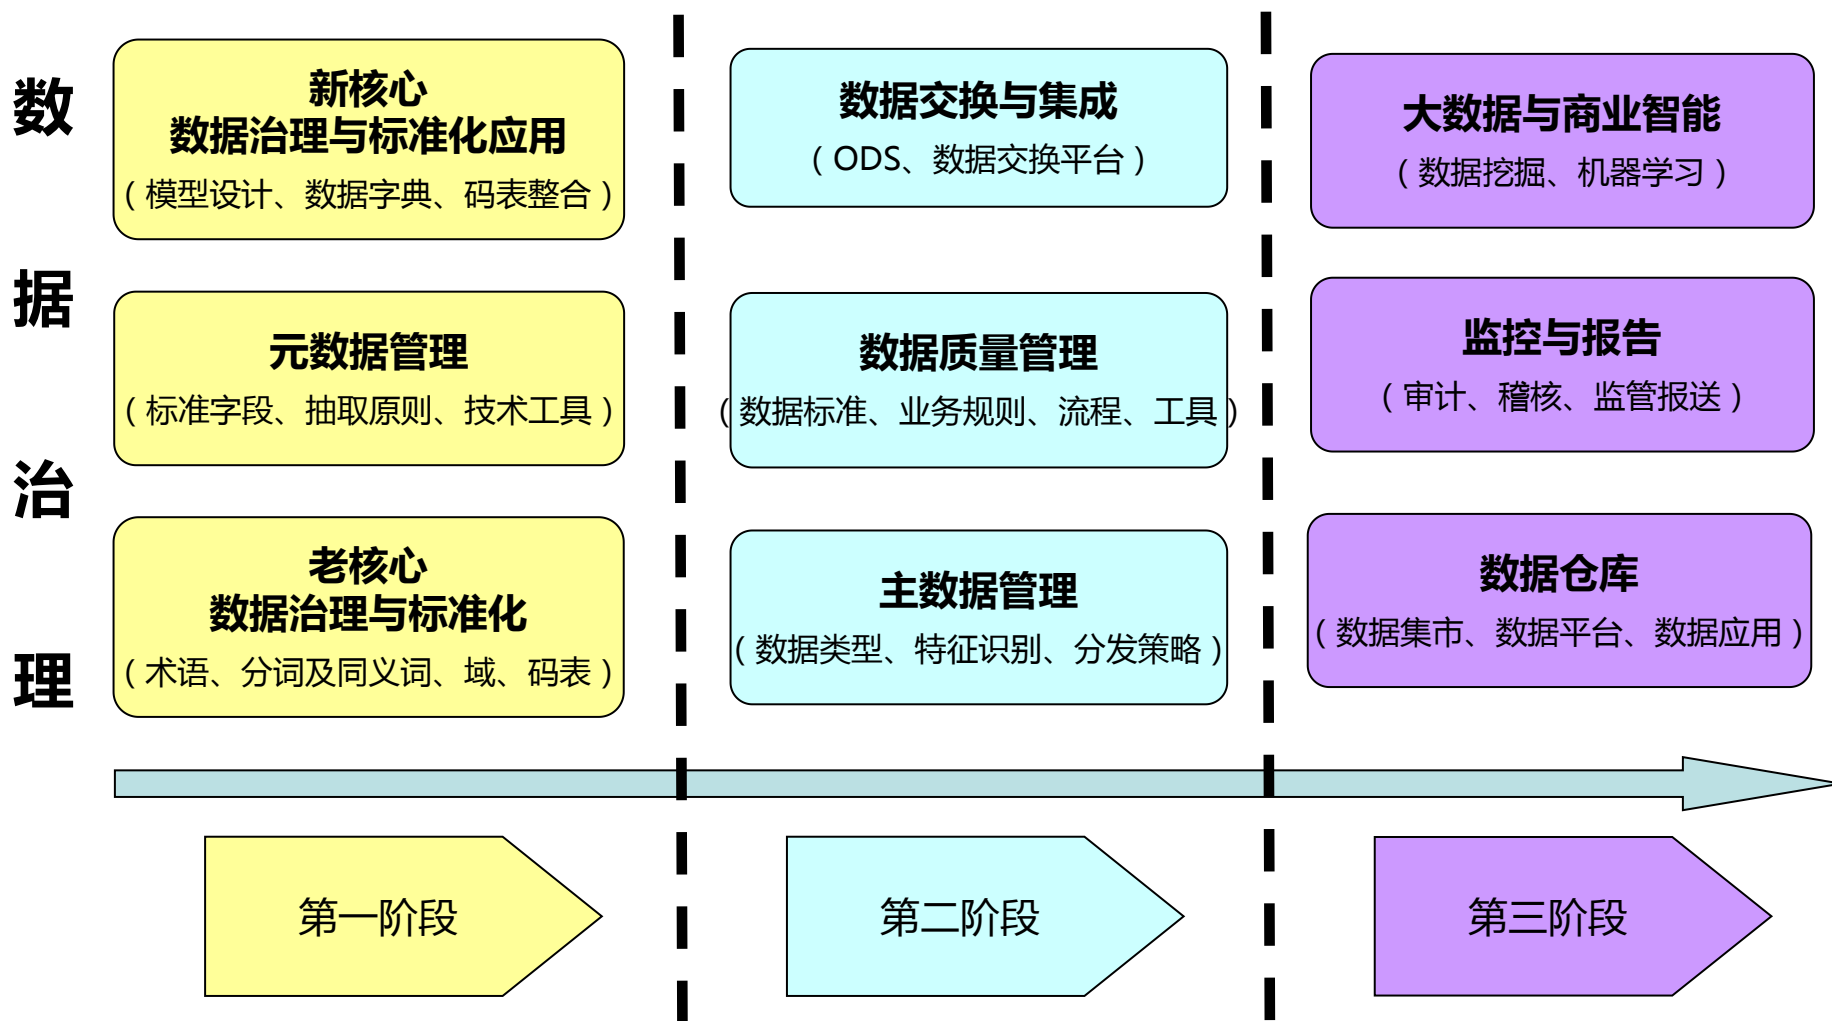 数
据
治
理
新核心
数据治理与标准化应用
（模型设计、数据字典、码表整合）
元数据管理
（标准字段、抽取原则、技术工具）
老核心
数据治理与标准化
（术语、分词及同义词、域、码表）
数据交换与集成
（ODS、数据交换平台）
数据质量管理
（数据标准、业务规则、流程、工具）
主数据管理
（数据类型、特征识别、分发策略）
大数据与商业智能
（数据挖掘、机器学习）
监控与报告
（审计、稽核、监管报送）
数据仓库
（数据集市、数据平台、数据应用）
第一阶段
第二阶段
第三阶段